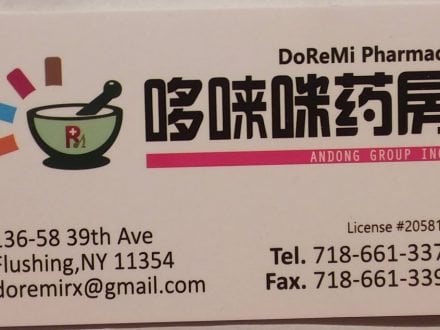 DoReMi Pharmac
哆唻咪药房
ANDONG GROUP INC
License #20581
136-58 39th Ave
Flushing,NY 11354
doremirx@gmail.com
Tel. 718-661-337
Fax. 718-661-339